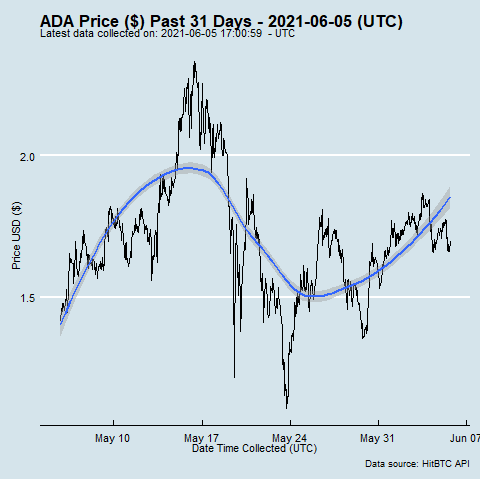 ADA Price ($) Past 31 Days - 2021-06-05 (UTC)
Latest data collected on: 2021-06-05 17:00:59 - UTC
Price USD ($)
2.0
1.5
May 10 May 17 May 24 May 31 Jun 07
Date Time Collected (UTC)
Data source: HitBTC API